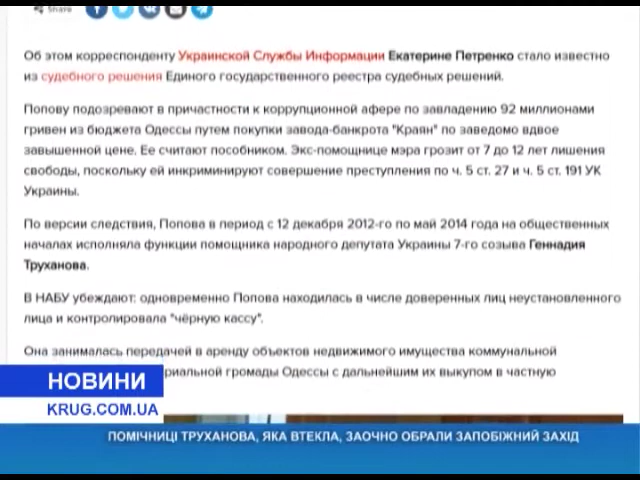 Share
Об этом корреспонденту Украинской Службы Информации Екатерине Петренко стало известно
из судебного решения Единого государственного реестра судебных решений.
Попову подозревают в причастности к коррупционной афере по завладению 92 миллионами
гривен из бюджета Одессы путем покупки завода-банкрота "Краян" по заведомо вдвое
завышенной цене. Ее считают пособником. Экс-помощнице мэра грозит от 7 до 12 лет лишения
свободы, поскольку ей инкриминируют совершение преступления по ч. 5 ст. 27 и ч. 5 ст. 191 УК
Украины.
По версии следствия, Попова в период с 12 декабря 2012-го по май 2014 года на общественных
началах исполняла функции помощника народного депутата Украины 7-го созыва Геннадия
Труханова.
В НАБУ убеждают: одновременно Попова находилась в числе доверенных лиц неустановленного
лица и контролировала "чёрную кассу".
Она занималась передачей в аренду объектов недвижимого имущества коммунальной
риальной громады Одессы с дальнейшим их выкупом в частную
НОВИНИ
KRUG.COM.UA
ПОМІЧНИЦІ ТРУХАНОВА, ЯКА ВТЕКЛА, ЗАОЧНО ОБРАЛИ ЗАПОБІЖНИЙ ЗАХІД